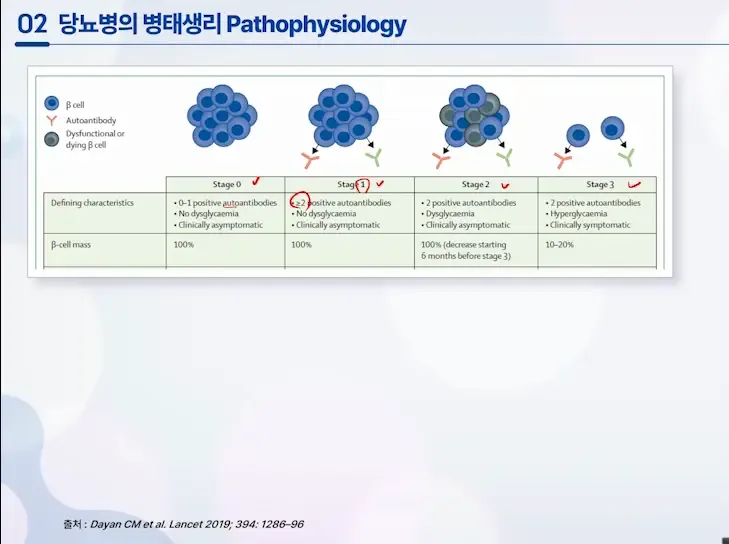 02 당뇨병의 병태생리 Pathophysiology
β cell
Autoantibody
Dysfunctional or
dying β cell
Stage 0
Stage 1
Stage 2
Stage 3
Defining characteristics
• 0–1 positive autoantibodies
• No dysglycaemia
• Clinically asymptomatic
• ≥2 positive autoantibodies
• No dysglycaemia
• Clinically asymptomatic
• 2 positive autoantibodies
• Dysglycaemia
• Clinically asymptomatic
• 2 positive autoantibodies
• Hyperglycaemia
• Clinically symptomatic
β-cell mass
100%
100%
100% (decrease starting
6 months before stage 3)
10–20%
출처 : Dayan CM et al. Lancet 2019; 394: 1286–96